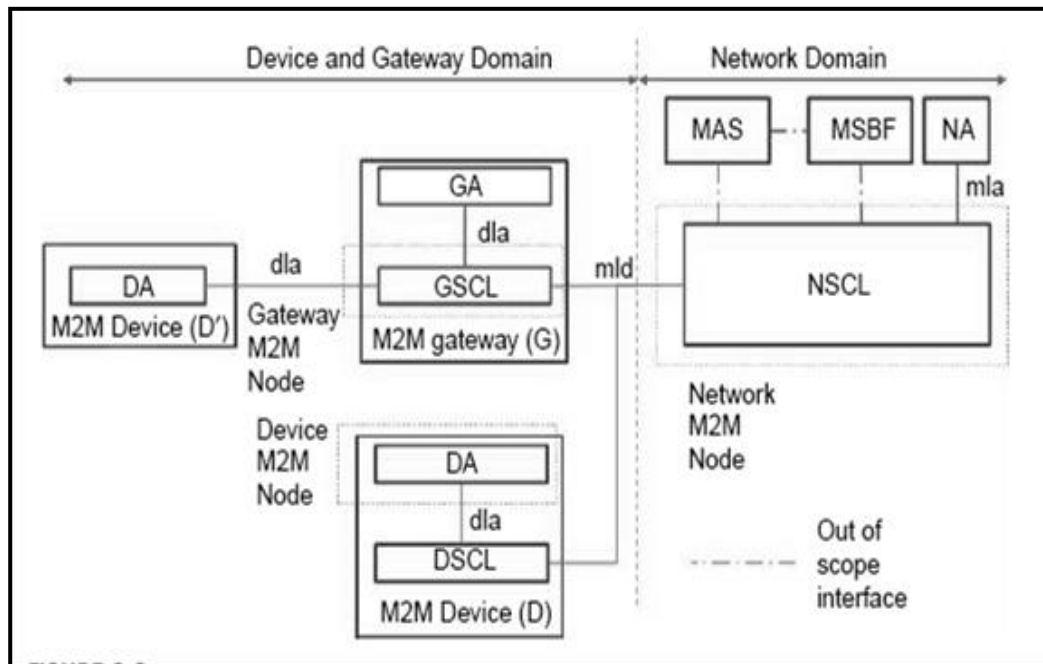 Device and Gateway Domain
Network Domain
MAS
MSBF
NA
mla
GA
dla
GSCL
M2M gateway (G)
dla
DA
M2M Device (D′)
Gateway
M2M
Node
mld
NSCL
Network
M2M
Node
Device
M2M
Node
DA
dla
DSCL
M2M Device (D)
Out of
scope
interface